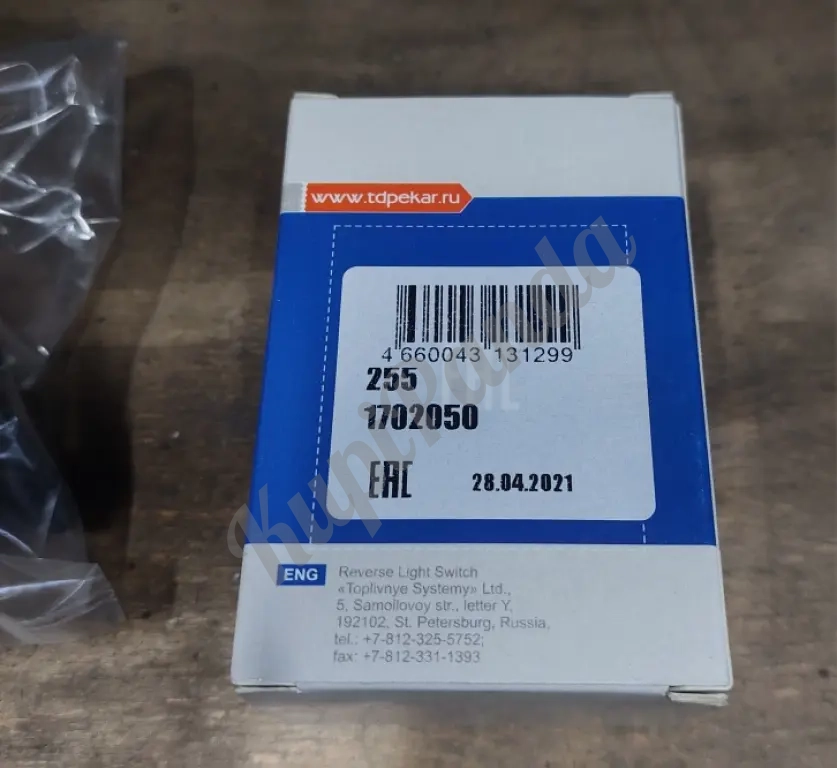 www.tdpekar.ru
4 660043 131299
255
1702050
EAC
28.04.2021
KupiPanda
ENG
Reverse Light Switch
«Toplivnye Systemy» Ltd.,
5, Samoilovoy str., letter Y,
192102, St. Petersburg, Russia,
tel.: +7-812-325-5752;
fax: +7-812-331-1393